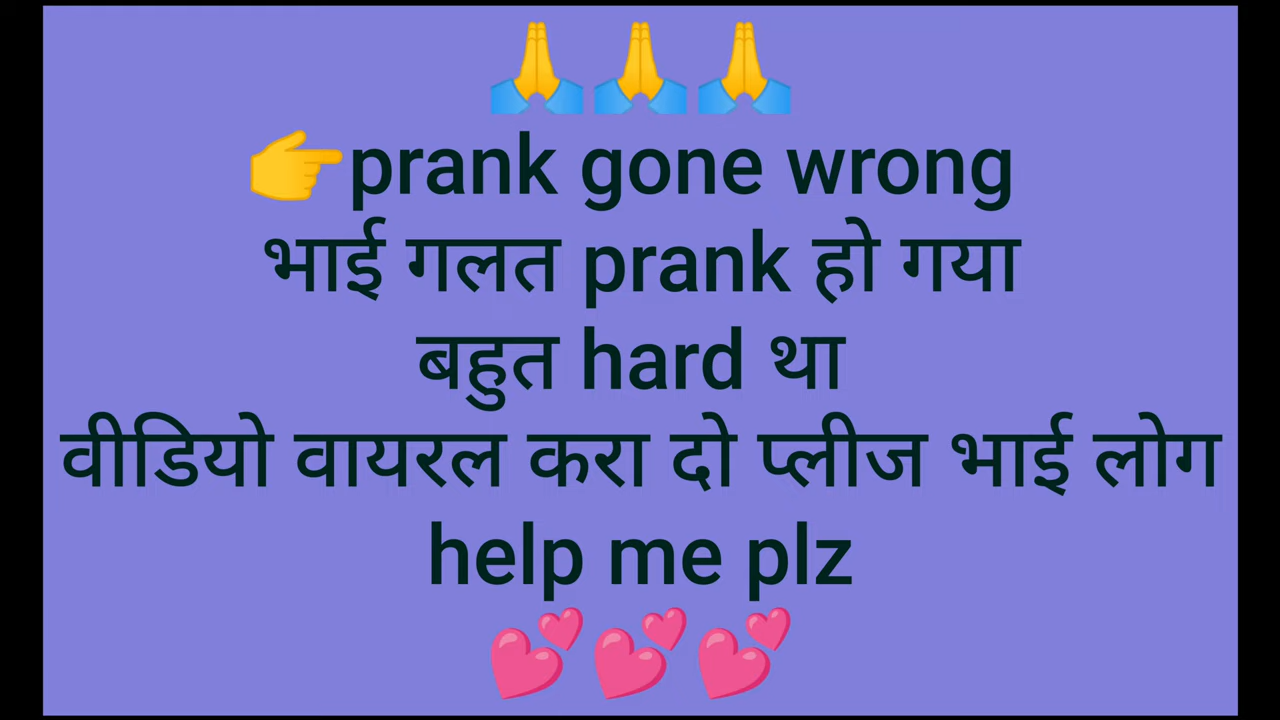 🙏🙏🙏
👉prank gone wrong
भाई गलत prank हो गया
बहुत hard था
वीडियो वायरल करा दो प्लीज भाई लोग
help me plz
💕💕💕